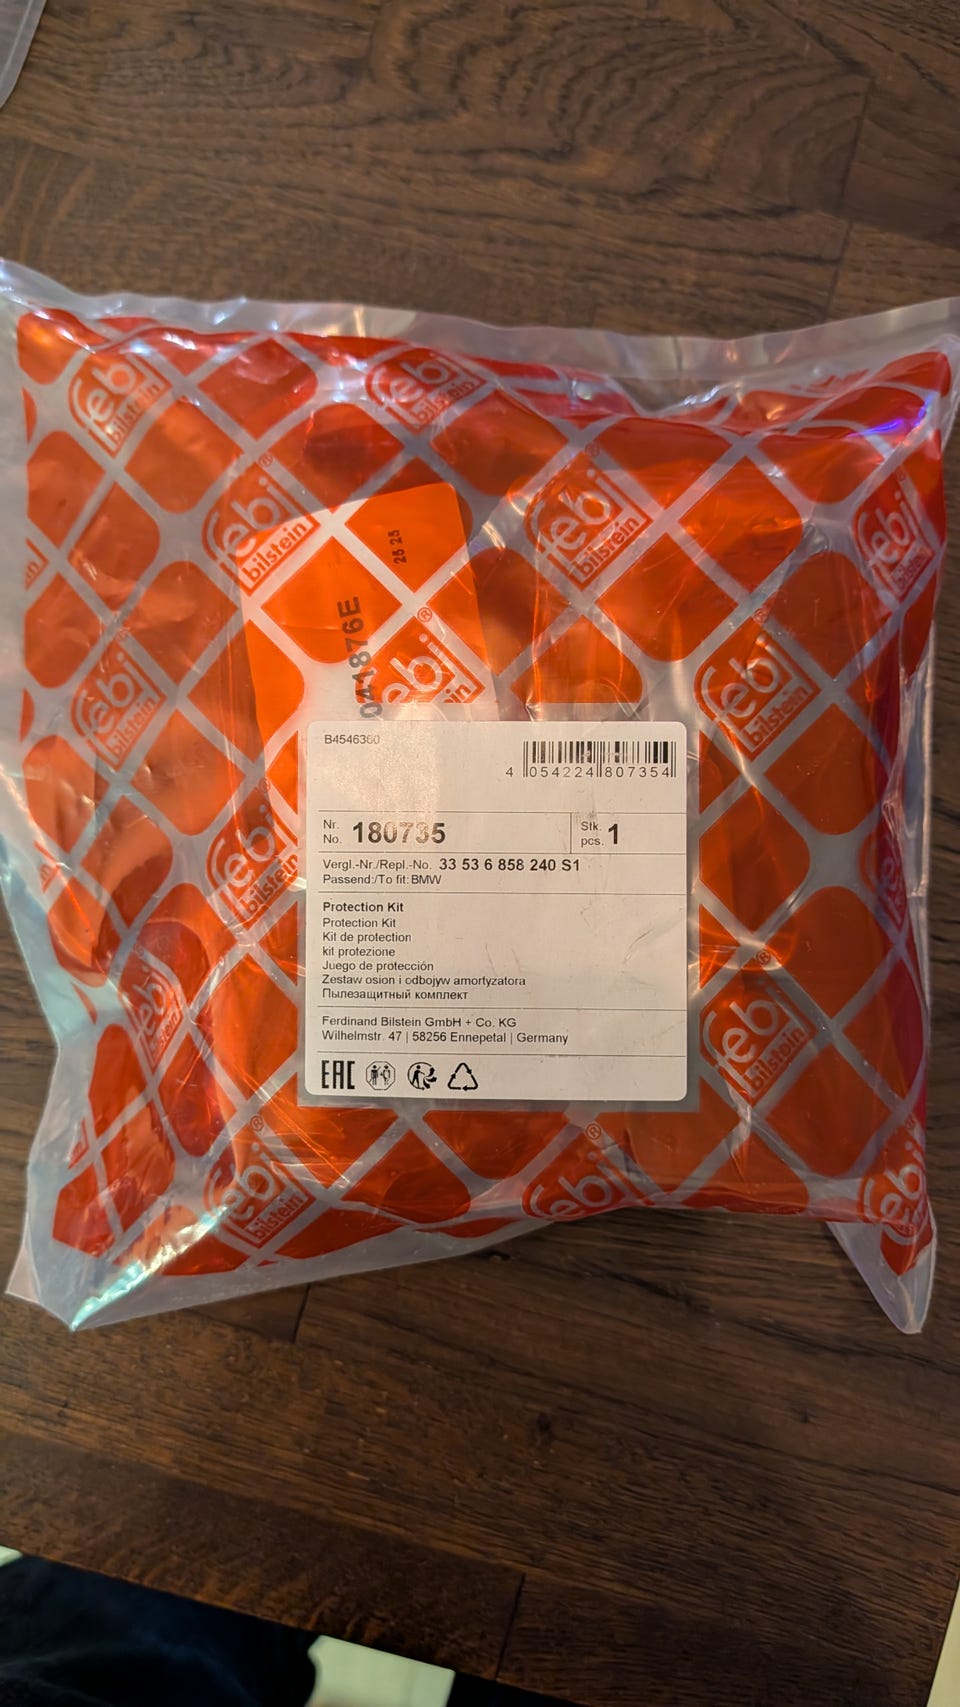 febi
bilstein
25 25
041876E
B4546360
4 054224 807354
Nr.
No. 180735
Stk.
pcs. 1
Vergl.-Nr./Repl.-No. 33 53 6 858 240 S1
Passend:/To fit: BMW
Protection Kit
Protection Kit
Kit de protection
kit protezione
Juego de protección
Zestaw osłon i odbojyw amortyzatora
Пылезащитный комплект
Ferdinand Bilstein GmbH + Co. KG
Wilhelmstr. 47 | 58256 Ennepetal | Germany
EAC